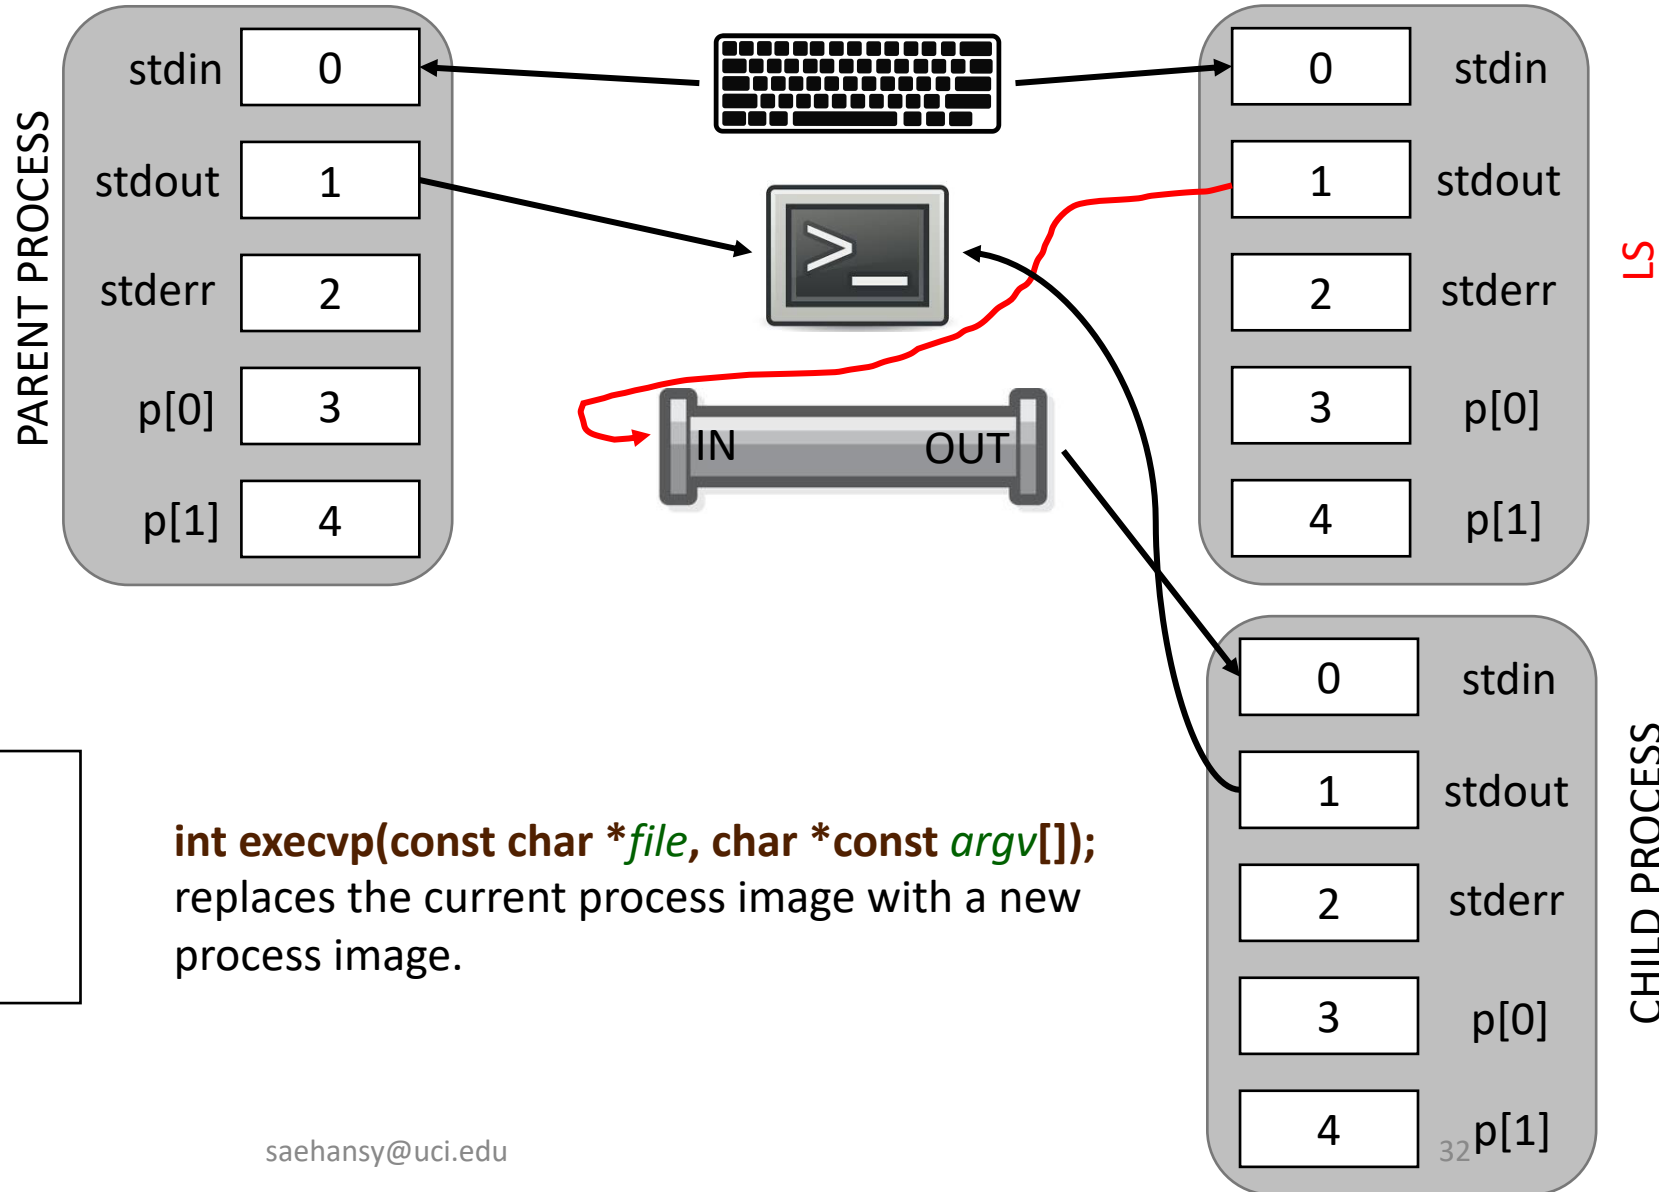 PARENT PROCESS
stdin 0
stdout 1
stderr 2
p[0] 3
p[1] 4
>_
IN OUT
0 stdin
1 stdout
2 stderr
3 p[0]
4 p[1]
LS
0 stdin
1 stdout
2 stderr
3 p[0]
4 p[1]
CHILD PROCESS
int execvp(const char *file, char *const argv[]);
replaces the current process image with a new
process image.
saehansy@uci.edu
32